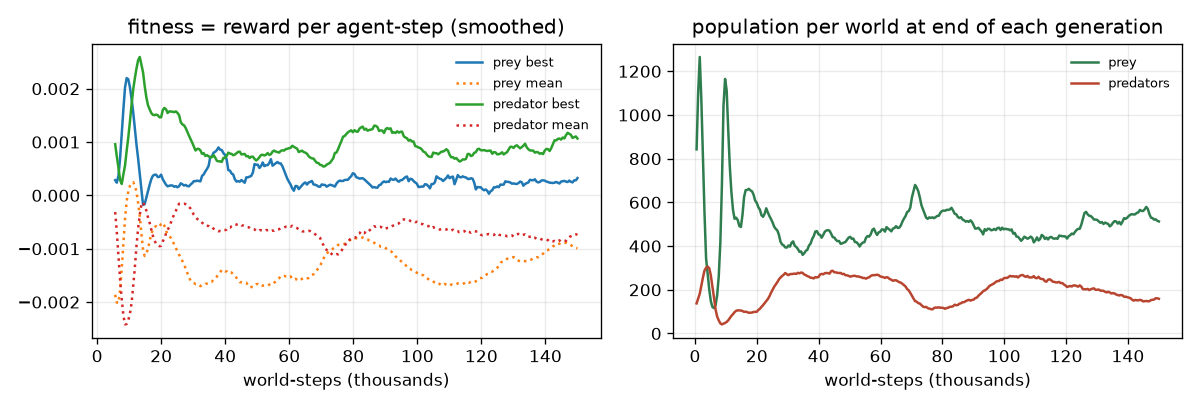 fitness = reward per agent-step (smoothed)
0.002
0.001
0.000
−0.001
−0.002
prey best
prey mean
predator best
predator mean
0 20 40 60 80 100 120 140
world-steps (thousands)
population per world at end of each generation
1200
1000
800
600
400
200
0
prey
predators
0 20 40 60 80 100 120 140
world-steps (thousands)